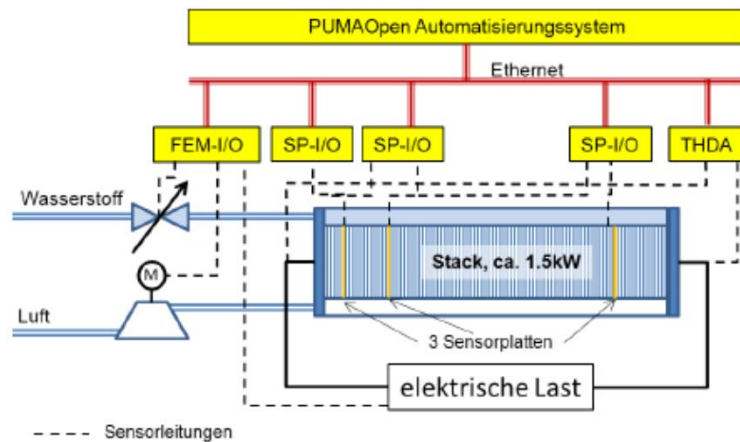 PUMAOpen Automatisierungssystem
Ethernet
FEM-I/O
SP-I/O
SP-I/O
SP-I/O
THDA
Wasserstoff
M
Stack, ca. 1.5kW
Luft
3 Sensorplatten
elektrische Last
Sensorleitungen